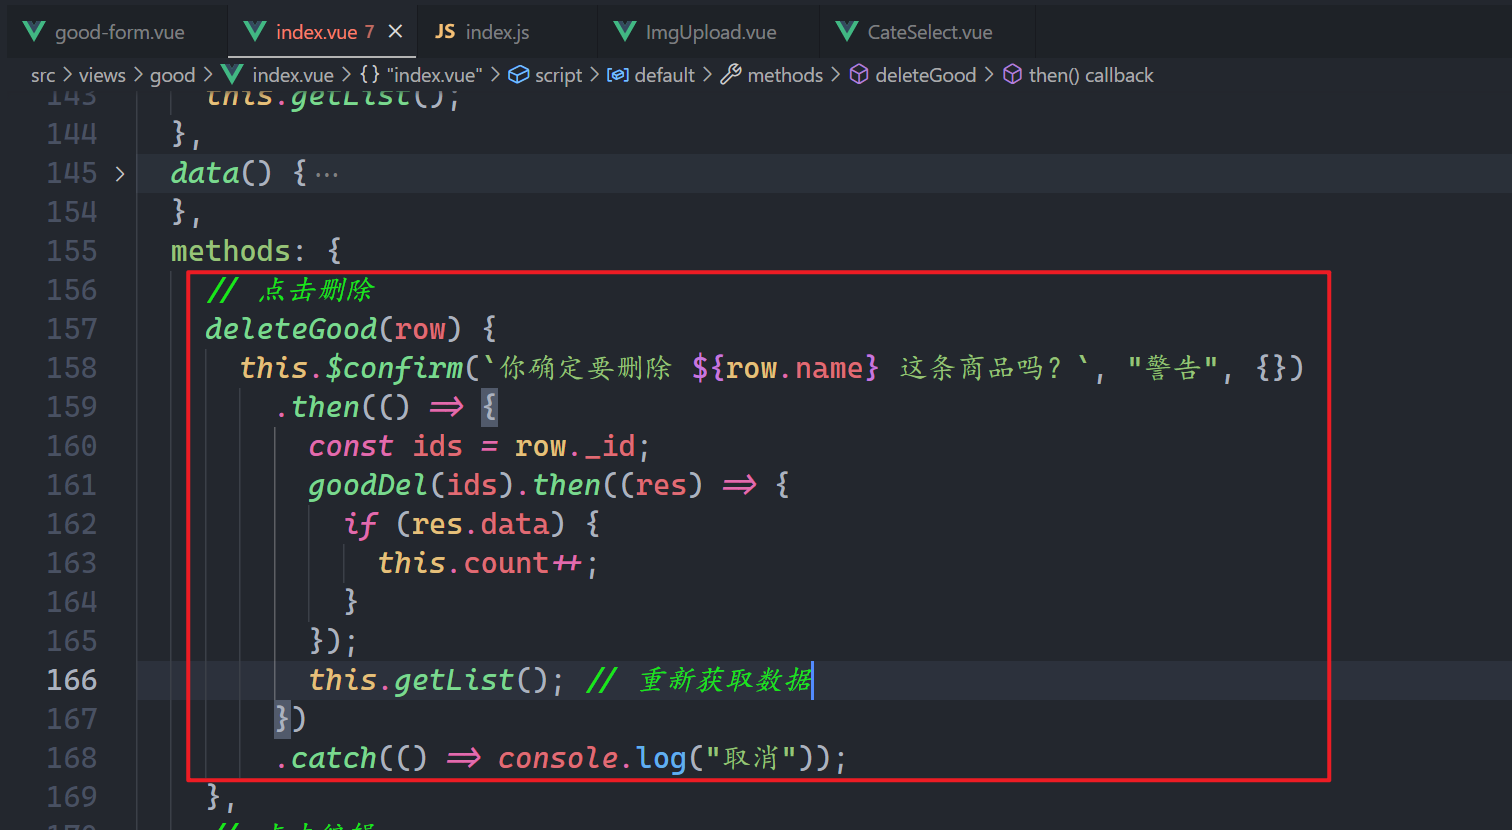 good-form.vue index.vue 7 JS index.js ImgUpload.vue CateSelect.vue
src > views > good > index.vue > {} "index.vue" > script > default > methods > deleteGood > then() callback
143 this.getList();
144 },
145 > data() { ...
154 },
155 methods: {
156 // 点击删除
157 deleteGood(row) {
158 this.$confirm(`你确定要删除 ${row.name} 这条商品吗?`, "警告", {})
159 .then(() => {
160 const ids = row._id;
161 goodDel(ids).then((res) => {
162 if (res.data) {
163 this.count++;
164 }
165 });
166 this.getList(); // 重新获取数据
167 })
168 .catch(() => console.log("取消"));
169 },